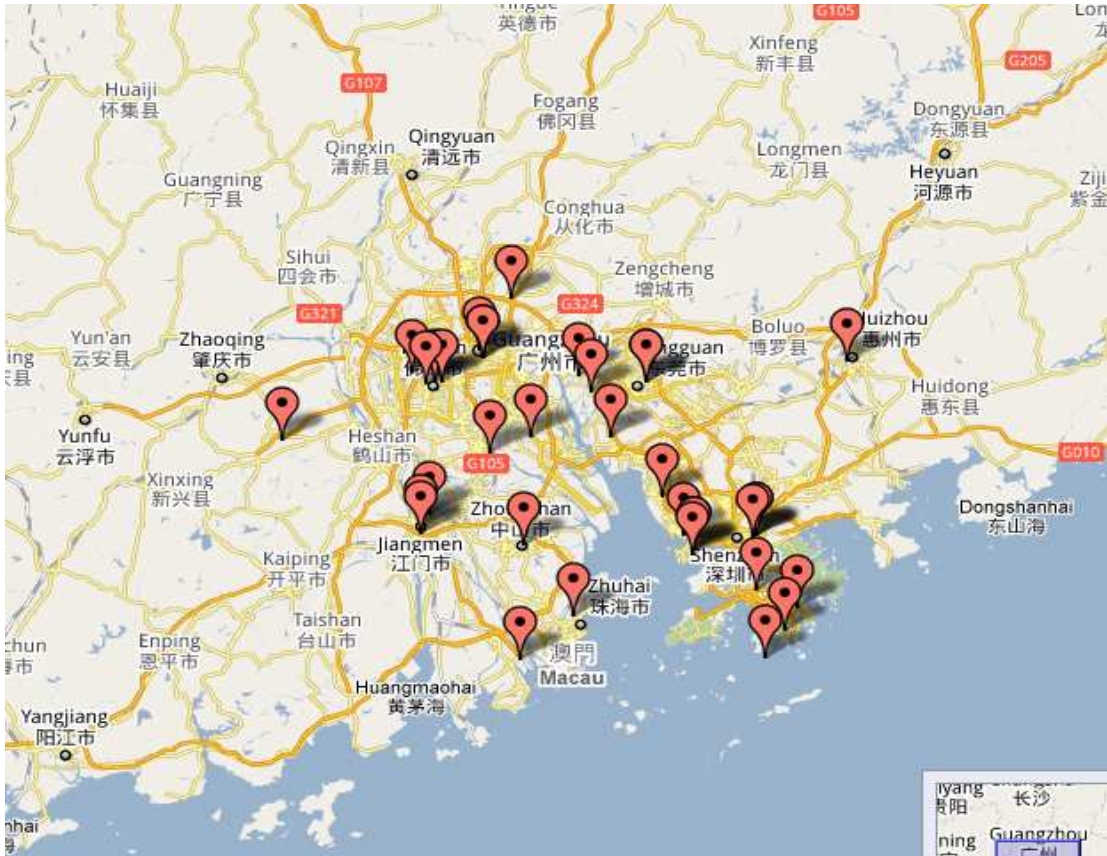 英德市
G105
Xinfeng
新丰县
G205
G107
Huaiji
怀集县
Fogang
佛冈县
Dongyuan
东源县
Qingyuan
清远市
Qingxin
清新县
Longmen
龙门县
Heyuan
河源市
Guangning
广宁县
Conghua
从化市
Sihui
四会市
Zengcheng
增城市
G324
G321
Yun'an
云安县
Zhaoqing
肇庆市
广州市
Boluo
博罗县
惠州市
Huidong
惠东县
Yunfu
云浮市
Heshan
鹤山市
G105
G010
Xinxing
新兴县
Dongshanhai
东山海
Jiangmen
江门市
Kaiping
开平市
深圳
Zhuhai
珠海市
Taishan
台山市
Enping
恩平市
澳門
Macau
Huangmaohai
黄茅海
Yangjiang
阳江市
长沙
贵阳
Guangzhou
广州